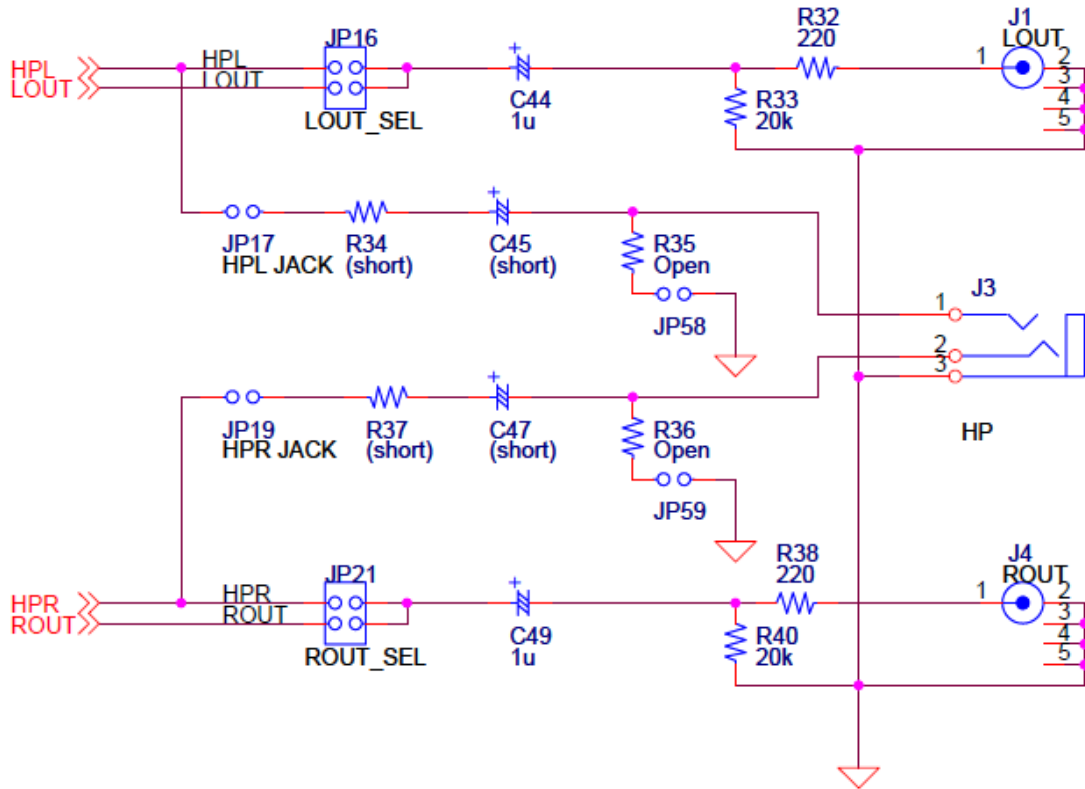 JP16
HPL
LOUT
HPL
LOUT
LOUT_SEL
C44
1u
R32
220
R33
20k
J1
LOUT
1
2
3
4
5
JP17
HPL JACK
R34
(short)
C45
(short)
R35
Open
JP58
J3
1
2
3
HP
JP19
HPR JACK
R37
(short)
C47
(short)
R36
Open
JP59
JP21
HPR
ROUT
HPR
ROUT
ROUT_SEL
C49
1u
R38
220
R40
20k
J4
ROUT
1
2
3
4
5